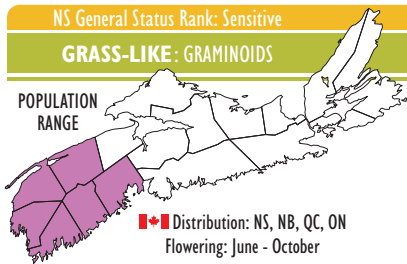 NS General Status Rank: Sensitive
GRASS-LIKE: GRAMINOIDS
POPULATION
RANGE
Distribution: NS, NB, QC, ON
Flowering: June - October